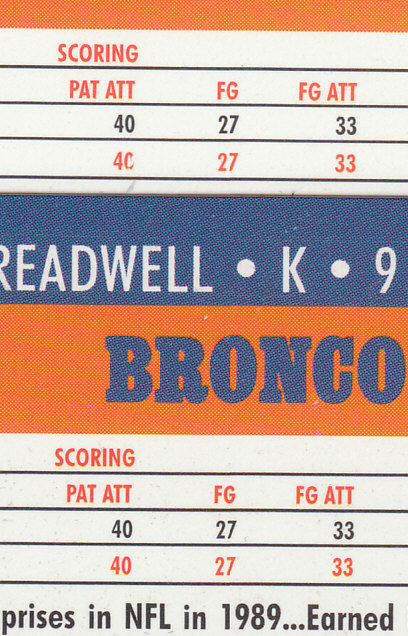 SCORING
PAT ATT FG FG ATT
40 27 33
40 27 33
READWELL • K • 9
BRONCO
SCORING
PAT ATT FG FG ATT
40 27 33
40 27 33
prises in NFL in 1989...Earned